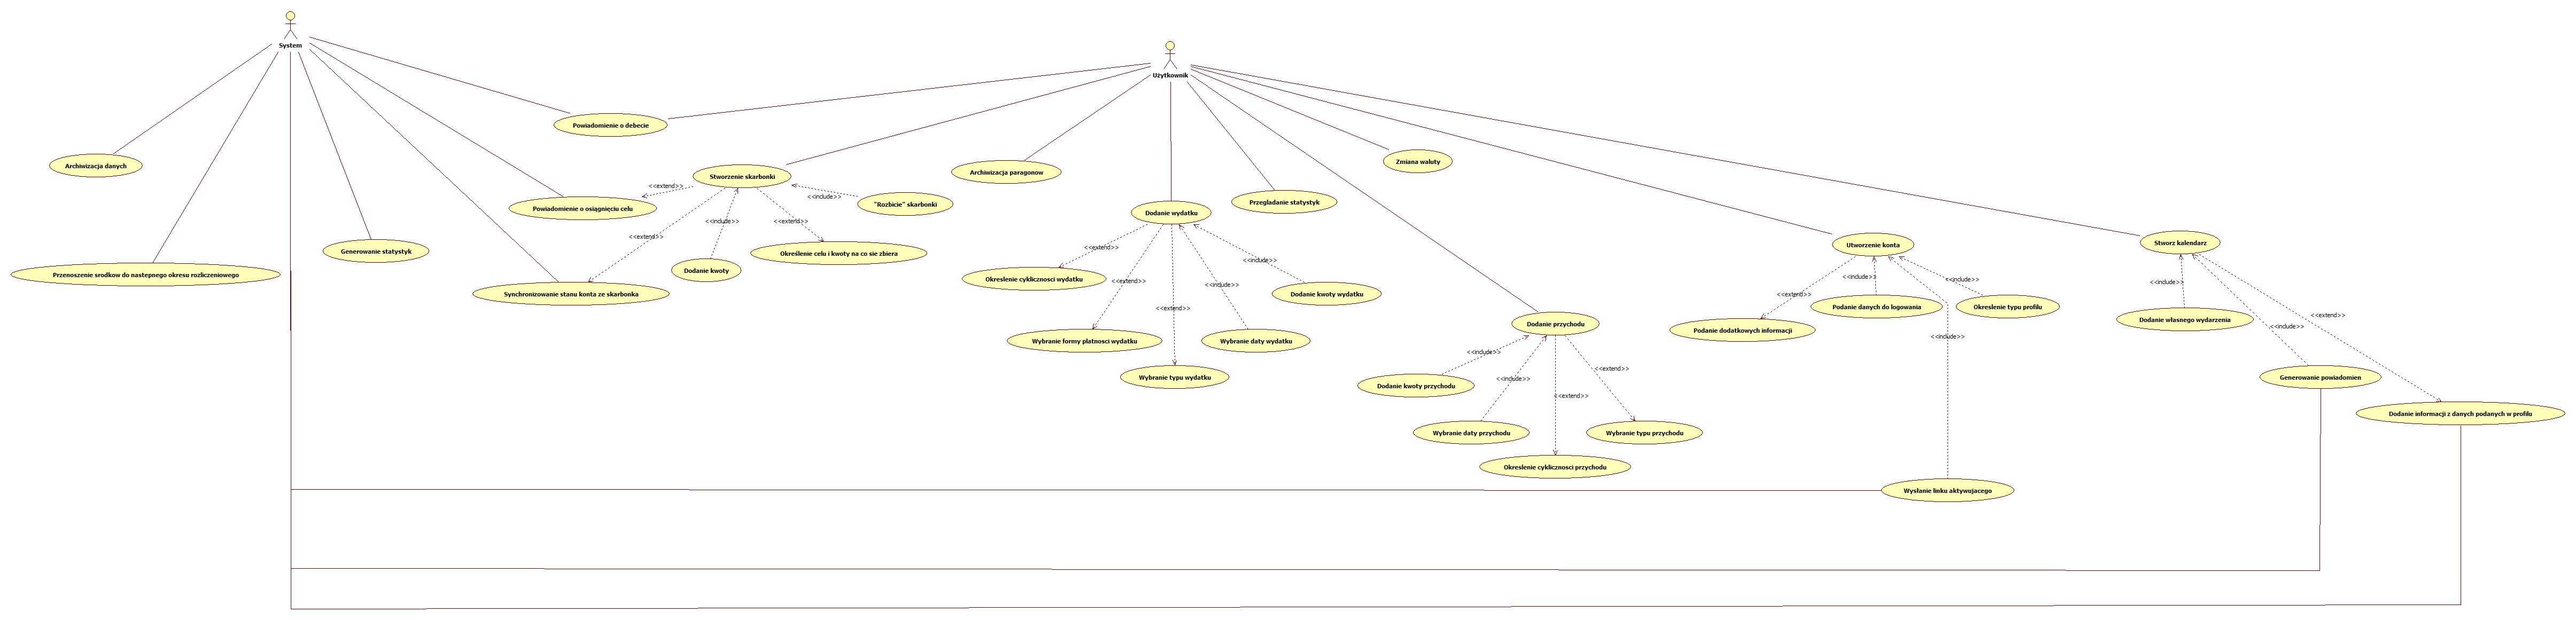 System
Użytkownik
Powiadomienie o debecie
Archiwizacja danych
Zmiana waluty
Archiwizacja paragonow
Stworzenie skarbonki
<<extend>>
<<include>>
"Rozbicie" skarbonki
Przegladanie statystyk
Powiadomienie o osiągnięciu celu
Dodanie wydatku
<<include>>
<<extend>>
<<extend>>
Określenie celu i kwoty na co sie zbiera
Generowanie statystyk
Utworzenie konta
Stworz kalendarz
<<extend>>
<<include>>
Dodanie kwoty
Przenoszenie srodkow do nastepnego okresu rozliczeniowego
Synchronizowanie stanu konta ze skarbonka
Okreslenie cyklicznosci wydatku
<<extend>>
<<include>>
Dodanie kwoty wydatku
<<extend>>
<<include>>
Wybranie formy platnosci wydatku
Wybranie daty wydatku
Wybranie typu wydatku
Dodanie przychodu
<<include>>
<<extend>>
Dodanie kwoty przychodu
<<include>>
<<extend>>
Wybranie daty przychodu
Wybranie typu przychodu
Okreslenie cyklicznosci przychodu
<<include>>
<<include>>
<<extend>>
Podanie danych do logowania
Okreslenie typu profilu
Podanie dodatkowych informacji
<<include>>
<<include>>
Dodanie własnego wydarzenia
<<extend>>
<<include>>
Generowanie powiadomien
Dodanie informacji z danych podanych w profilu
Wysłanie linku aktywujacego